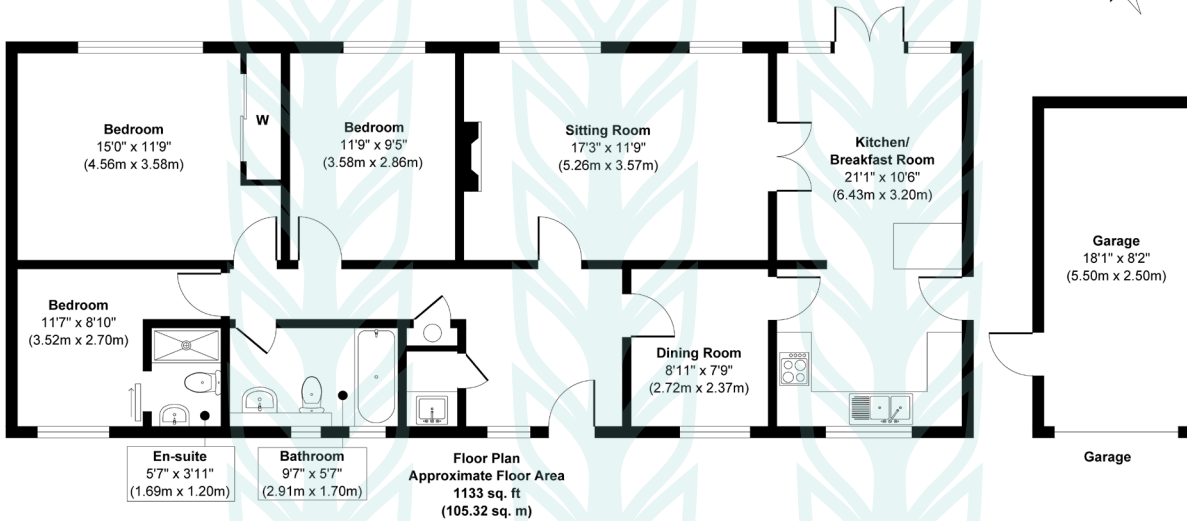 Bedroom
15'0" x 11'9"
(4.56m x 3.58m)
W
Bedroom
11'9" x 9'5"
(3.58m x 2.86m)
Sitting Room
17'3" x 11'9"
(5.26m x 3.57m)
Kitchen/
Breakfast Room
21'1" x 10'6"
(6.43m x 3.20m)
Garage
18'1" x 8'2"
(5.50m x 2.50m)
Bedroom
11'7" x 8'10"
(3.52m x 2.70m)
Dining Room
8'11" x 7'9"
(2.72m x 2.37m)
En-suite
5'7" x 3'11"
(1.69m x 1.20m)
Bathroom
9'7" x 5'7"
(2.91m x 1.70m)
Floor Plan
Approximate Floor Area
1133 sq. ft
(105.32 sq. m)
Garage